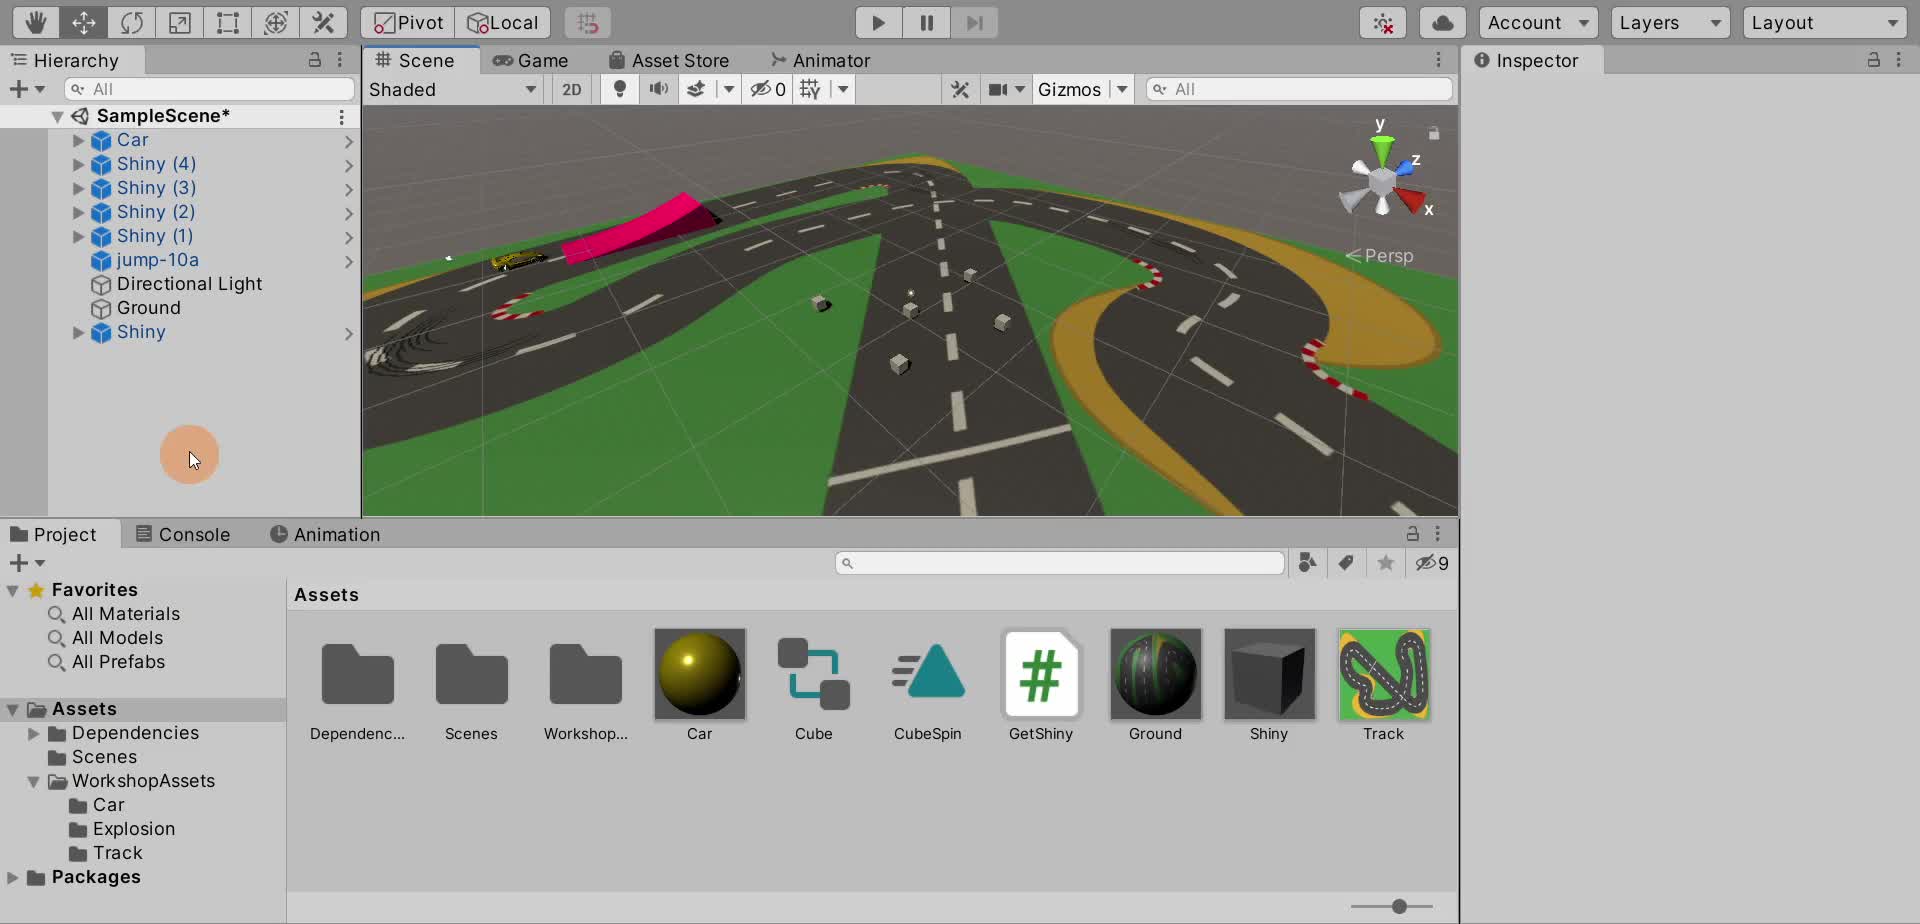 Pivot Local Account Layers Layout
Hierarchy Scene Game Asset Store Animator Inspector
All Shaded 2D 0 Gizmos All
SampleScene*
Car
Shiny (4)
Shiny (3)
Shiny (2)
Shiny (1)
jump-10a
Directional Light
Ground
Shiny
y
z
x
Persp
Project Console Animation
9
Favorites
All Materials
All Models
All Prefabs
Assets
Dependencies
Scenes
WorkshopAssets
Car
Explosion
Track
Packages
Assets
Dependenc... Scenes Workshop... Car Cube CubeSpin GetShiny Ground Shiny Track